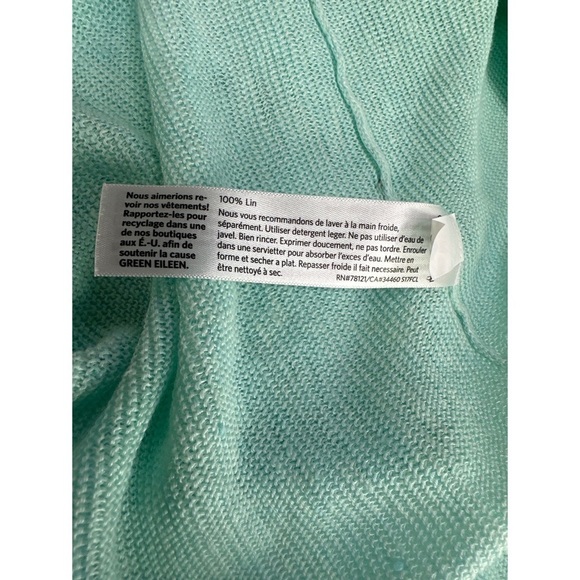 Nous aimerions re-
voir nos vêtements!
Rapportez-les pour
recyclage dans une
de nos boutiques
aux É.-U. afin de
soutenir la cause
GREEN EILEEN.
100% Lin
Nous vous recommandons de laver à la main froide,
séparément. Utiliser detergent leger. Ne pas utiliser d'eau de
javel. Bien rincer. Exprimer doucement, ne pas tordre. Enrouler
dans une servietter pour absorber l'exces d'eau. Mettre en
forme et secher a plat. Repasser froide il fait necessaire. Peut
être nettoyé à sec.
RN#78121/CA#34460 S17FCL